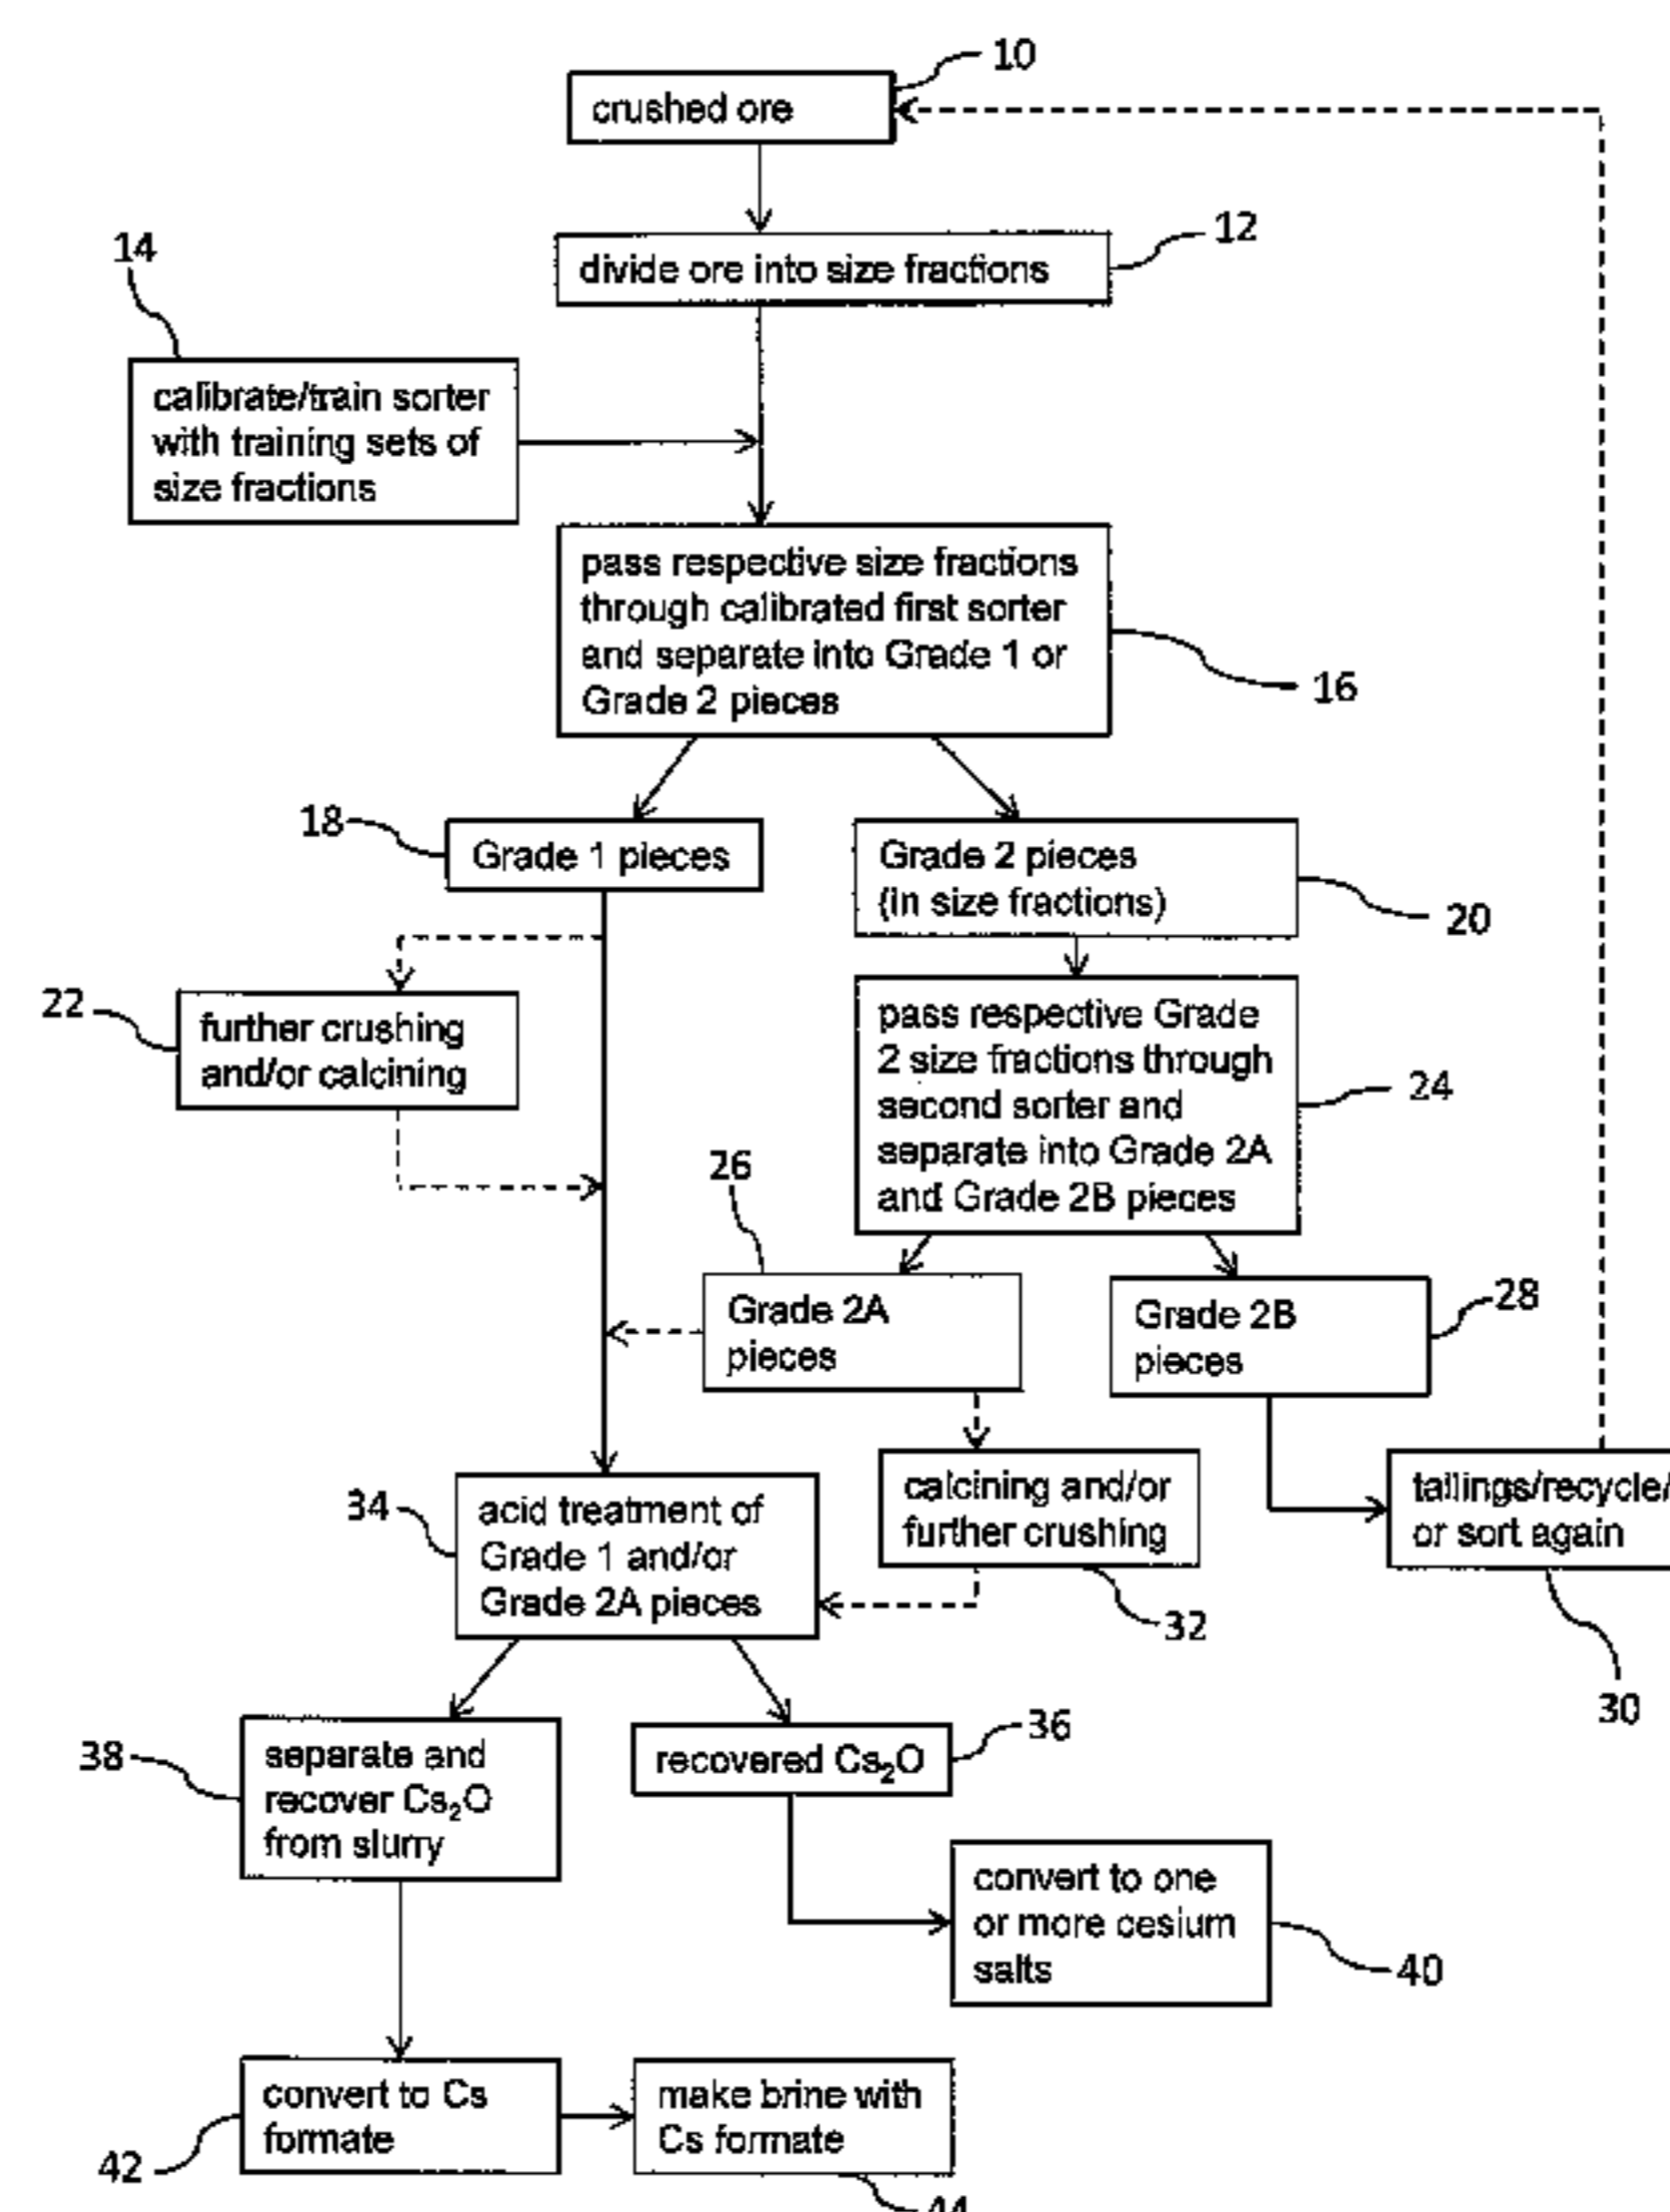 10
crushed ore
12
divide ore into size fractions
14
calibrate/train sorter
with training sets of
size fractions
pass respective size fractions
through calibrated first sorter
and separate into Grade 1 or
Grade 2 pieces
16
18
Grade 1 pieces
Grade 2 pieces
(in size fractions)
20
22
further crushing
and/or calcining
pass respective Grade
2 size fractions through
second sorter and
separate into Grade 2A
and Grade 2B pieces
24
26
Grade 2A
pieces
Grade 2B
pieces
28
34
acid treatment of
Grade 1 and/or
Grade 2A pieces
calcining and/or
further crushing
32
tailings/recycle/
or sort again
30
38
separate and
recover Cs₂O
from slurry
recovered Cs₂O
36
convert to one
or more cesium
salts
40
convert to Cs
formate
42
make brine with
Cs formate
44